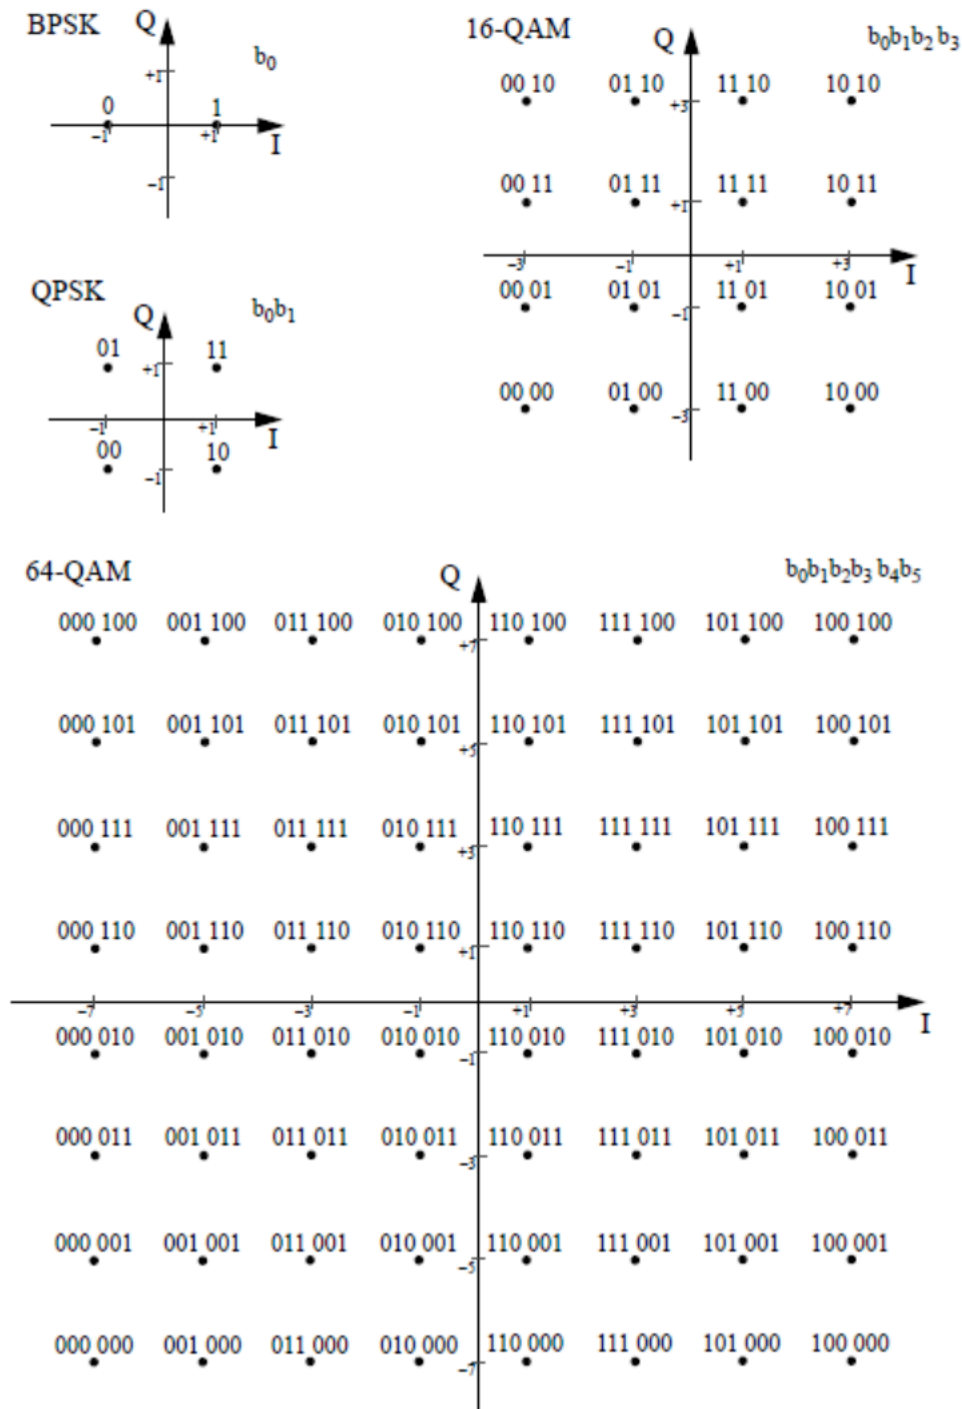 BPSK
Q
b0
+1
0 1
−1 +1
I
−1
QPSK
Q
b0b1
01 11
+1
−1 +1
I
00 10
−1
16-QAM
Q
b0b1b2 b3
00 10 01 10 11 10 10 10
+3
00 11 01 11 11 11 10 11
+1
−3 −1 +1 +3
I
00 01 01 01 11 01 10 01
−1
00 00 01 00 11 00 10 00
−3
64-QAM
Q
b0b1b2b3 b4b5
000 100 001 100 011 100 010 100 110 100 111 100 101 100 100 100
+7
000 101 001 101 011 101 010 101 110 101 111 101 101 101 100 101
+5
000 111 001 111 011 111 010 111 110 111 111 111 101 111 100 111
+3
000 110 001 110 011 110 010 110 110 110 111 110 101 110 100 110
+1
−7 −5 −3 −1 +1 +3 +5 +7
I
000 010 001 010 011 010 010 010 110 010 111 010 101 010 100 010
−1
000 011 001 011 011 011 010 011 110 011 111 011 101 011 100 011
−3
000 001 001 001 011 001 010 001 110 001 111 001 101 001 100 001
−5
000 000 001 000 011 000 010 000 110 000 111 000 101 000 100 000
−7